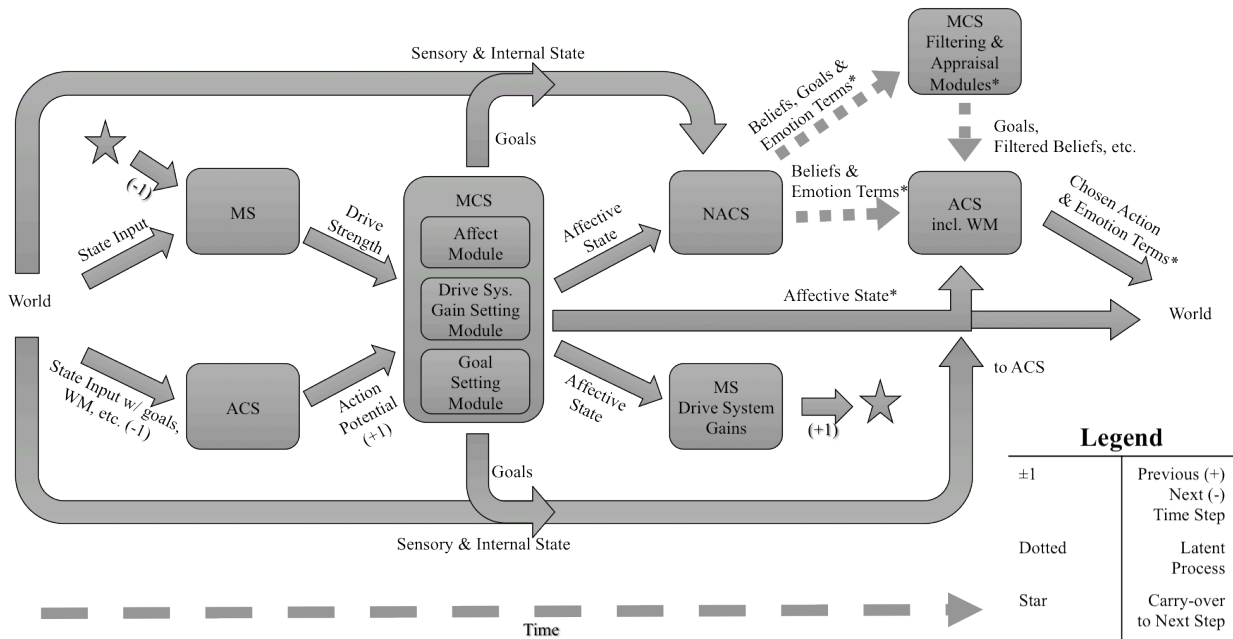 Sensory & Internal State
MCS
Filtering &
Appraisal
Modules*
Beliefs, Goals &
Emotion Terms*
Goals
Goals,
Filtered Beliefs, etc.
(-1)
MS
State Input
Drive
Strength
MCS
Affect
Module
Drive Sys.
Gain Setting
Module
Goal
Setting
Module
Affective
State
NACS
Beliefs &
Emotion Terms*
ACS
incl. WM
Chosen Action
& Emotion Terms*
World
Affective State*
World
State Input w/ goals,
WM, etc. (-1)
ACS
Action
Potential
(+1)
Affective
State
MS
Drive System
Gains
(+1)
to ACS
Goals
Sensory & Internal State
Legend
±1
Previous (+)
Next (-)
Time Step
Dotted
Latent
Process
Star
Carry-over
to Next Step
Time